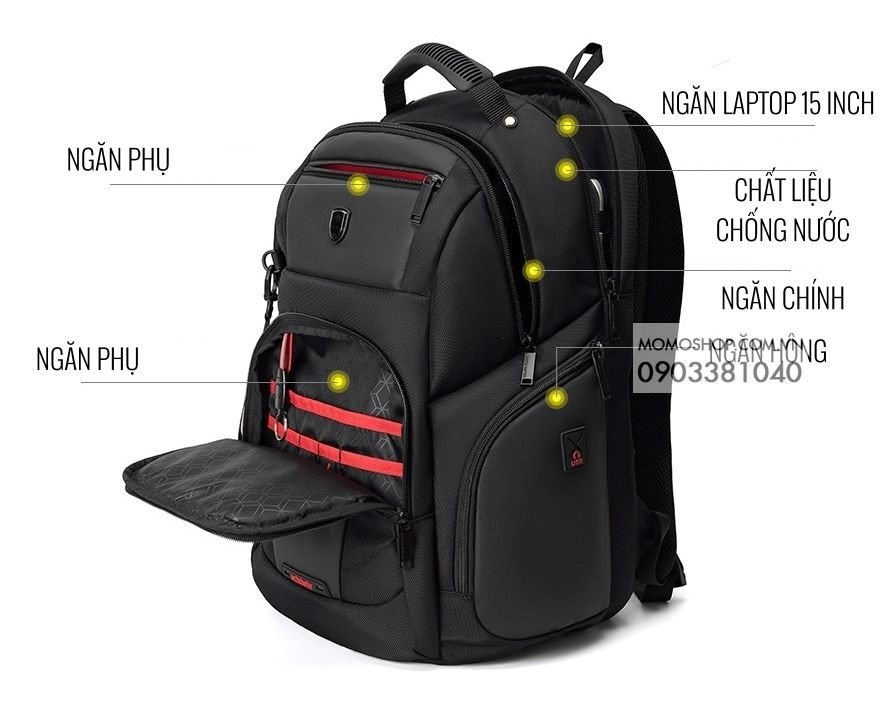 NGĂN LAPTOP 15 INCH
NGĂN PHỤ
CHẤT LIỆU
CHỐNG NƯỚC
NGĂN CHÍNH
MOMOSHOP.COM.VN
NGĂN HÔNG
NGĂN PHỤ
0903381040
USB